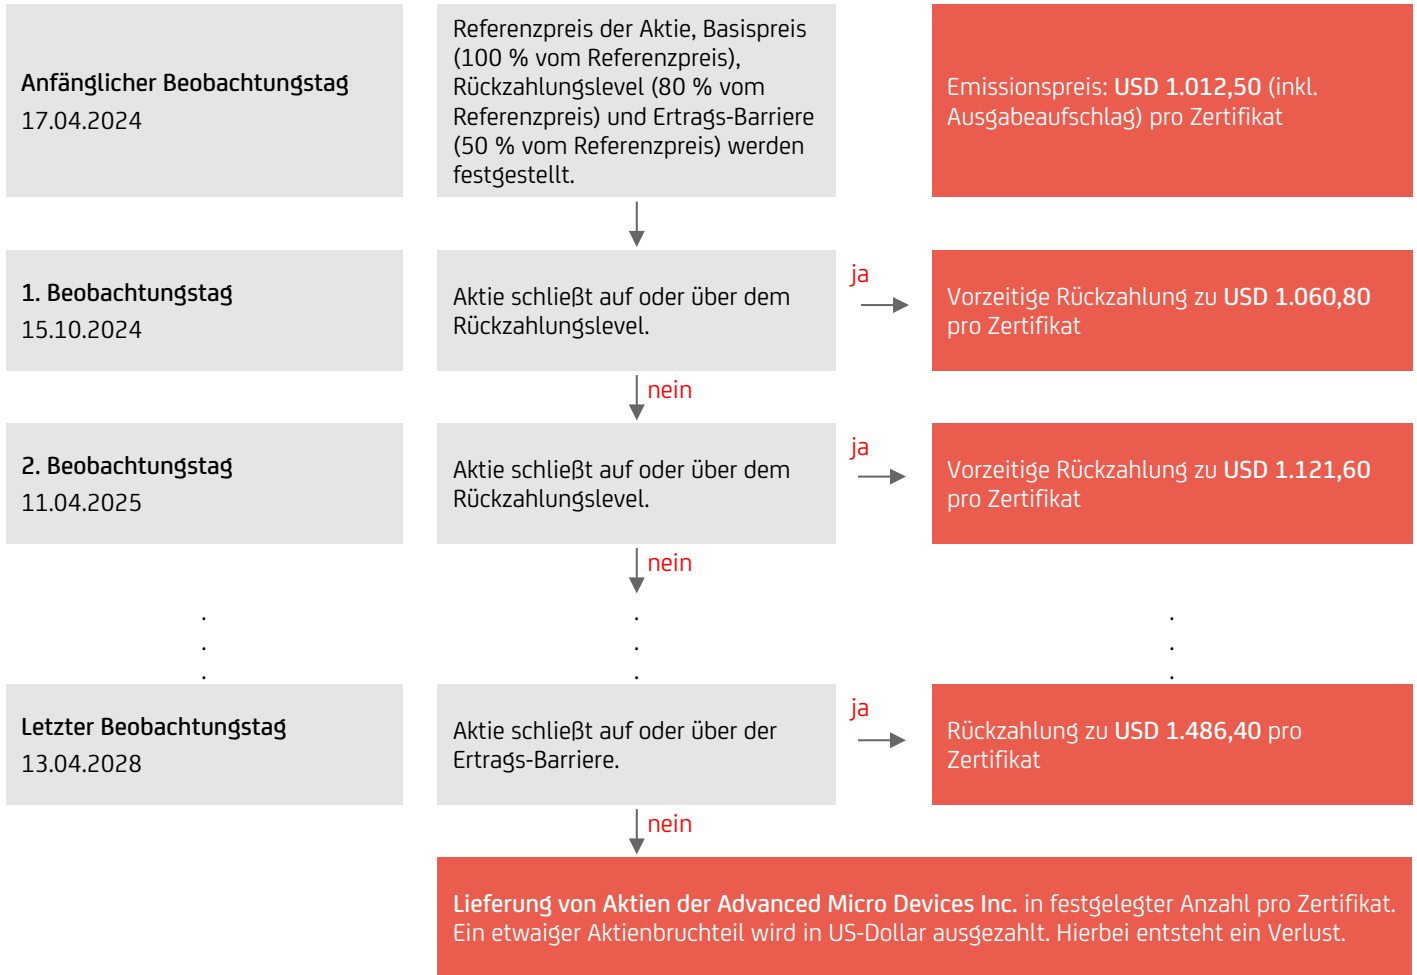 Anfänglicher Beobachtungstag
17.04.2024
Referenzpreis der Aktie, Basispreis
(100 % vom Referenzpreis),
Rückzahlungslevel (80 % vom
Referenzpreis) und Ertrags-Barriere
(50 % vom Referenzpreis) werden
festgestellt.
Emissionspreis: USD 1.012,50 (inkl.
Ausgabeaufschlag) pro Zertifikat
1. Beobachtungstag
15.10.2024
Aktie schließt auf oder über dem
Rückzahlungslevel.
ja
Vorzeitige Rückzahlung zu USD 1.060,80
pro Zertifikat
nein
2. Beobachtungstag
11.04.2025
Aktie schließt auf oder über dem
Rückzahlungslevel.
ja
Vorzeitige Rückzahlung zu USD 1.121,60
pro Zertifikat
nein
. . .
. . .
. . .
Letzter Beobachtungstag
13.04.2028
Aktie schließt auf oder über der
Ertrags-Barriere.
ja
Rückzahlung zu USD 1.486,40 pro
Zertifikat
nein
Lieferung von Aktien der Advanced Micro Devices Inc. in festgelegter Anzahl pro Zertifikat.
Ein etwaiger Aktienbruchteil wird in US-Dollar ausgezahlt. Hierbei entsteht ein Verlust.